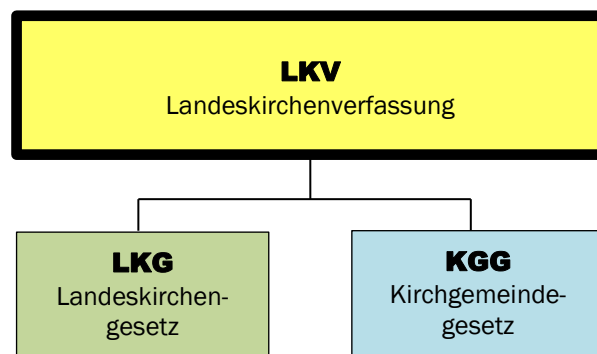 LKV
Landeskirchenverfassung
LKG
Landeskirchen-
gesetz
KGG
Kirchgemeinde-
gesetz